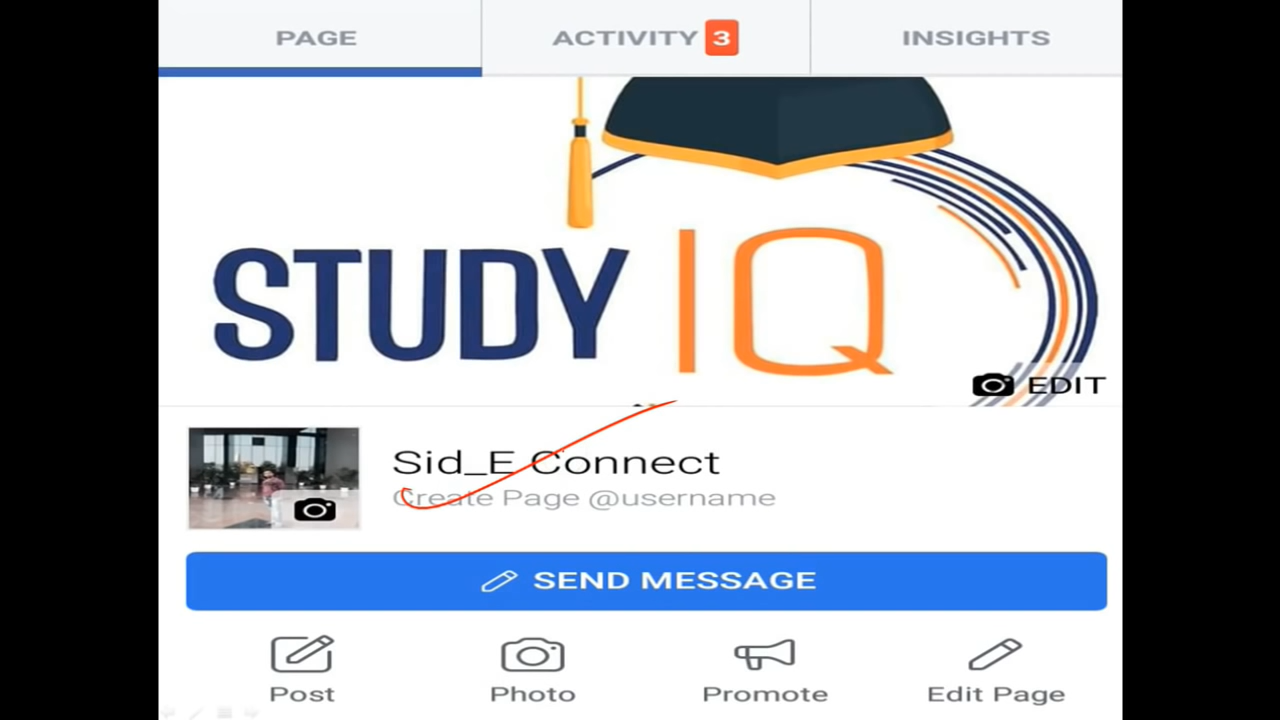 PAGE ACTIVITY 3 INSIGHTS
STUDY IQ
EDIT
Sid_E Connect
Create Page @username
SEND MESSAGE
Post Photo Promote Edit Page